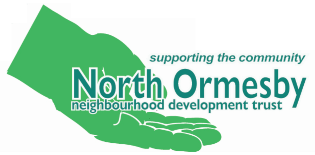 supporting the community
North Ormesby
neighbourhood development trust